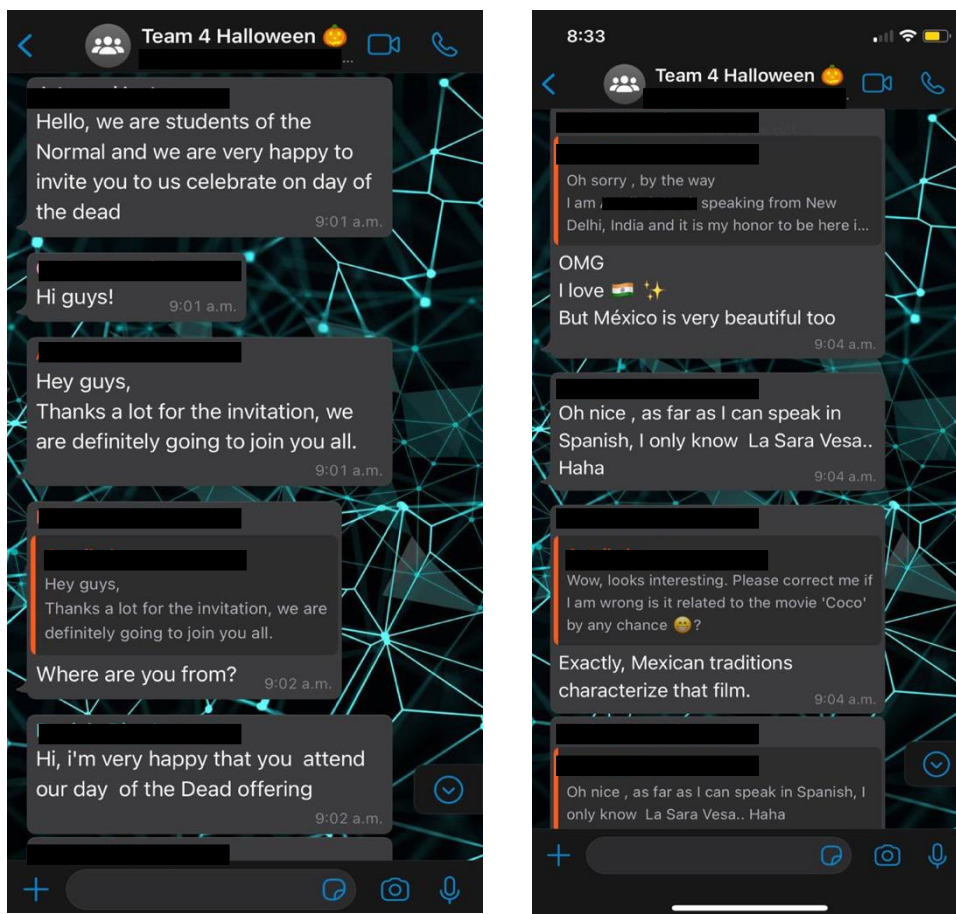 Team 4 Halloween 🎃
...
Hello, we are students of the
Normal and we are very happy to
invite you to us celebrate on day of
the dead
9:01 a.m.
Hi guys!
9:01 a.m.
Hey guys,
Thanks a lot for the invitation, we
are definitely going to join you all.
9:01 a.m.
Hey guys,
Thanks a lot for the invitation, we are
definitely going to join you all.
Where are you from?
9:02 a.m.
Hi, i'm very happy that you attend
our day of the Dead offering
9:02 a.m.
8:33
Team 4 Halloween 🎃
Oh sorry , by the way
I am speaking from New
Delhi, India and it is my honor to be here i...
OMG
I love 🇮🇳 ✨
But México is very beautiful too
9:04 a.m.
Oh nice , as far as I can speak in
Spanish, I only know La Sara Vesa..
Haha
9:04 a.m.
Wow, looks interesting. Please correct me if
I am wrong is it related to the movie 'Coco'
by any chance 😁?
Exactly, Mexican traditions
characterize that film.
9:04 a.m.
Oh nice , as far as I can speak in Spanish, I
only know La Sara Vesa.. Haha